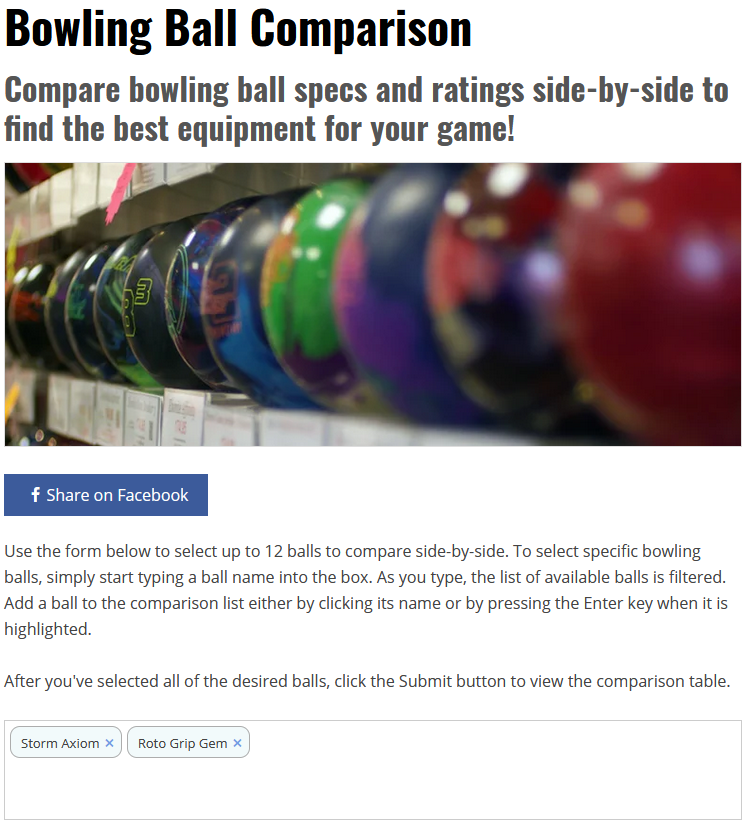 Bowling Ball Comparison
Compare bowling ball specs and ratings side-by-side to
find the best equipment for your game!
Share on Facebook
Use the form below to select up to 12 balls to compare side-by-side. To select specific bowling
balls, simply start typing a ball name into the box. As you type, the list of available balls is filtered.
Add a ball to the comparison list either by clicking its name or by pressing the Enter key when it is
highlighted.
After you've selected all of the desired balls, click the Submit button to view the comparison table.
Storm Axiom × Roto Grip Gem ×